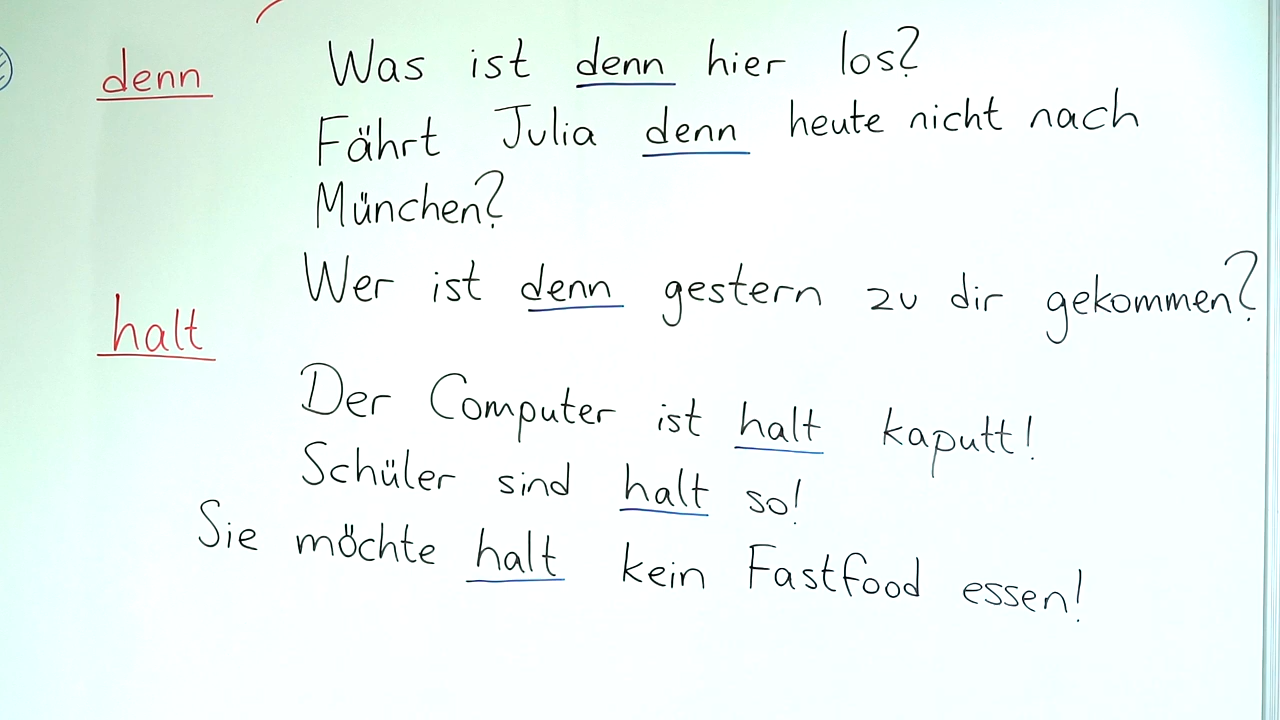 denn Was ist denn hier los?
Fährt Julia denn heute nicht nach
München?
Wer ist denn gestern zu dir gekommen?
halt
Der Computer ist halt kaputt!
Schüler sind halt so!
Sie möchte halt kein Fastfood essen!